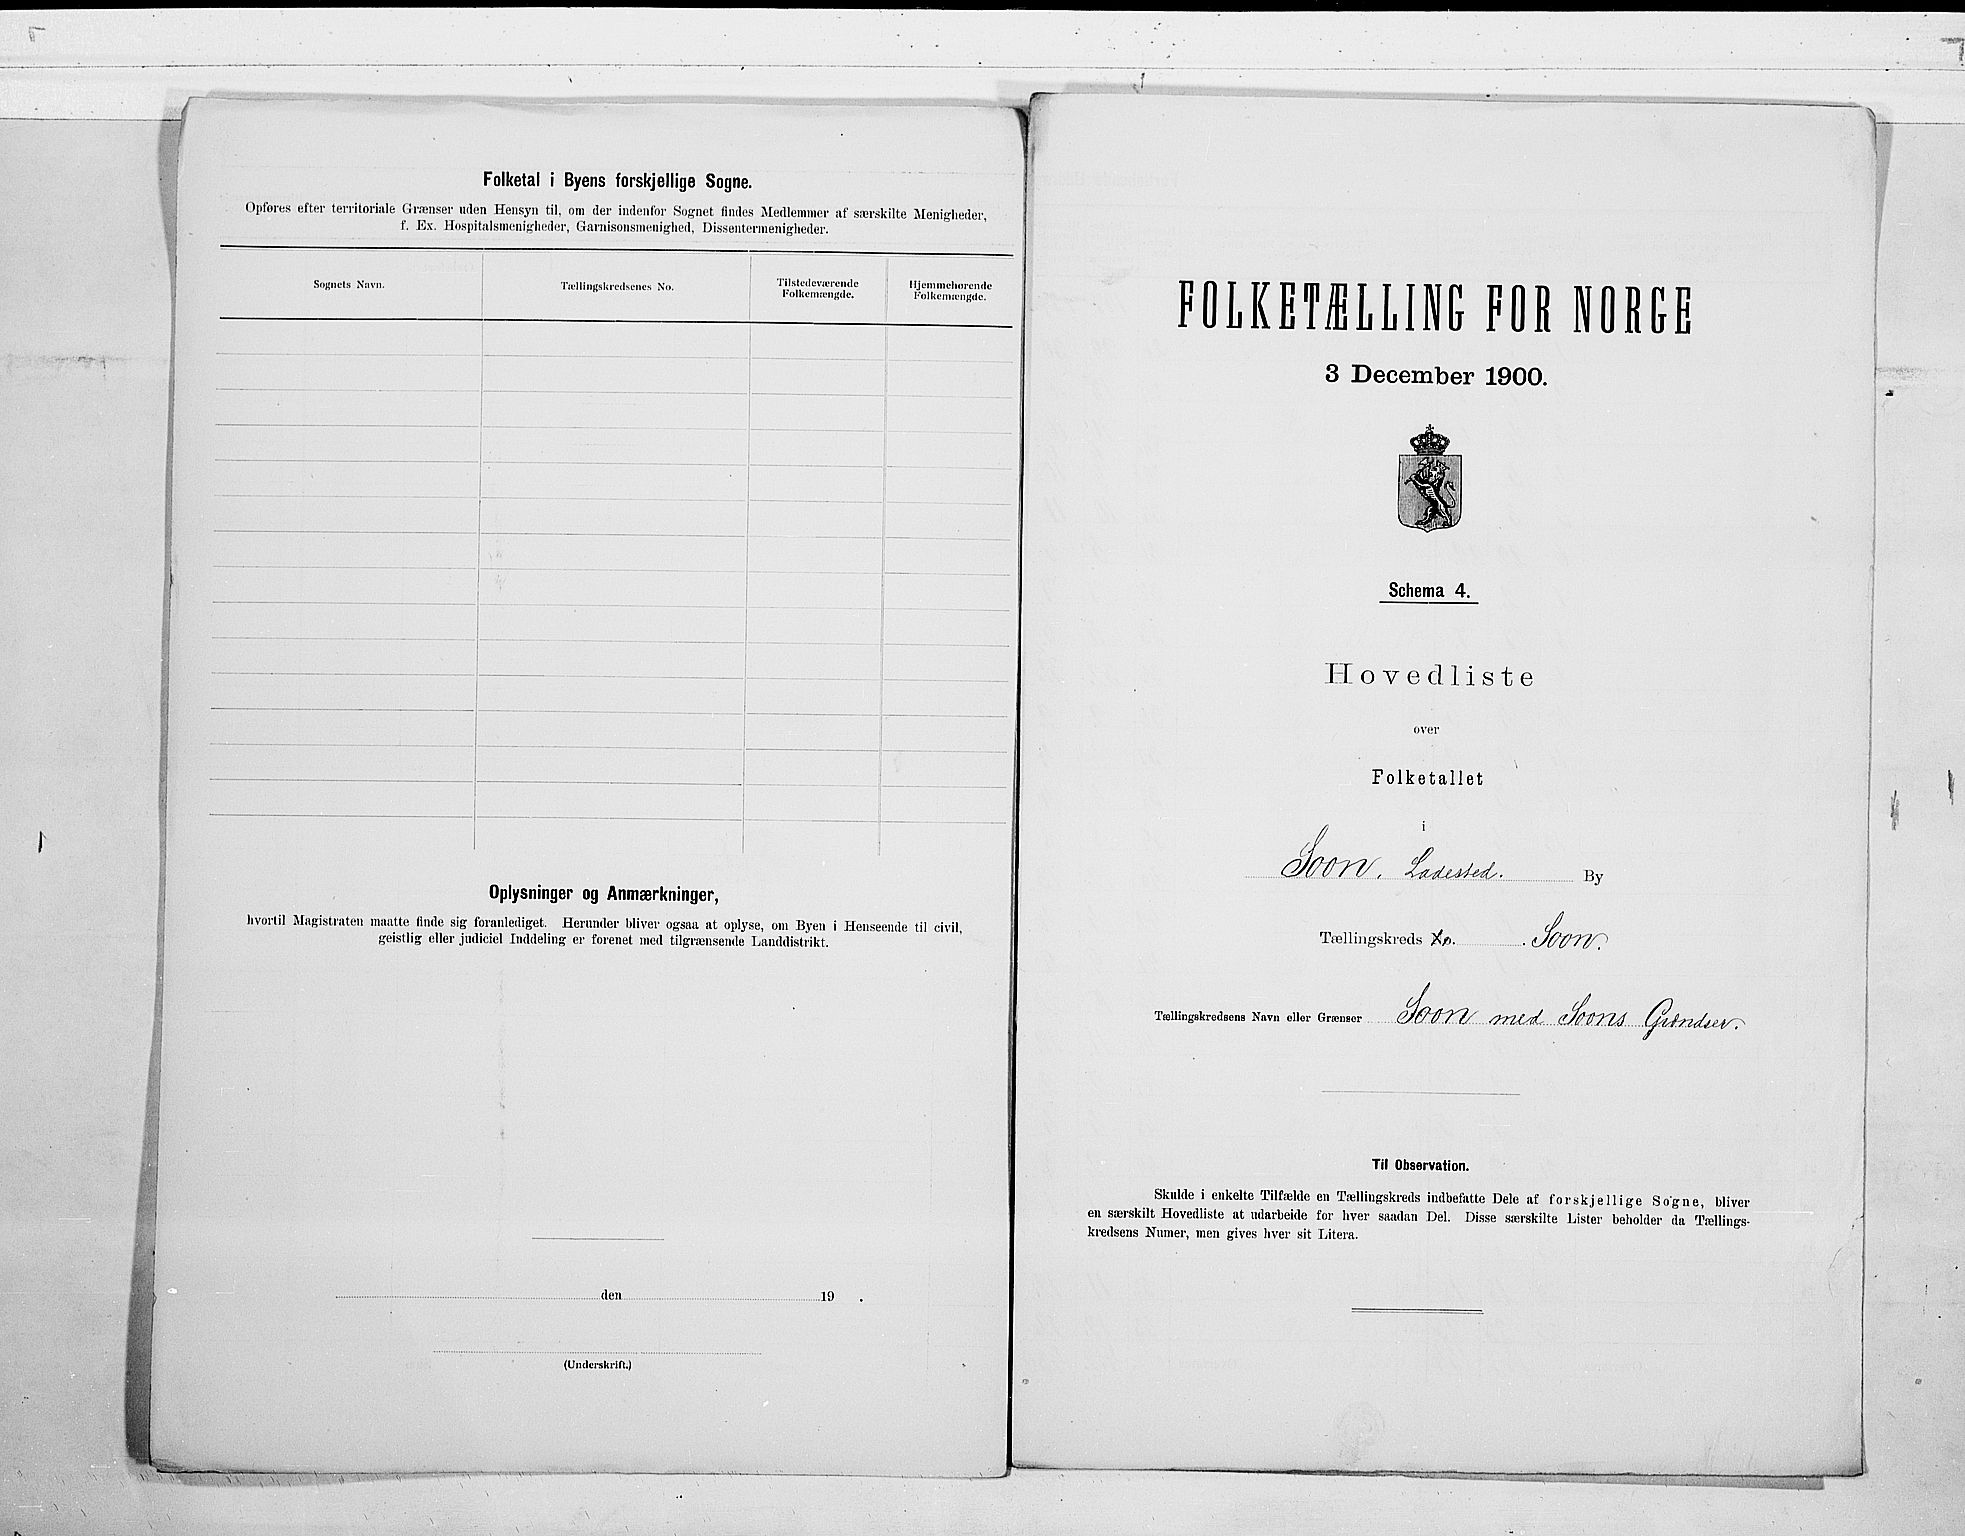 Folketal i Byens forskjellige Sogne.
Opføres efter territoriale Grænser uden Hensyn til, om der indenfor Sognet findes Medlemmer af særskilte Menigheder,
f. Ex. Hospitalsmenigheder, Garnisonsmenighed, Dissentermenigheder.
Sognets Navn.
Tællingskredsenes No.
Tilstedeværende
Folkemængde.
Hjemmehørende
Folkemængde.
Oplysninger og Anmærkninger,
hvortil Magistraten maatte finde sig foranlediget. Herunder bliver ogsaa at oplyse, om Byen i Henseende til civil,
geistlig eller judiciel Inddeling er forenet med tilgrænsende Landdistrikt.
den 19 .
(Underskrift.)
FOLKETÆLLING FOR NORGE
3 December 1900.
Schema 4.
Hovedliste
over
Folketallet
i
Soon. Ladested. By
Tællingskreds No. Soon.
Tællingskredsens Navn eller Grænser Soon med Soons Grændser.
Til Observation.
Skulde i enkelte Tilfælde en Tællingskreds indbefatte Dele af forskjellige Sogne, bliver
en særskilt Hovedliste at udarbeide for hver saadan Del. Disse særskilte Lister beholder da Tællings-
kredsens Numer, men gives hver sit Litera.